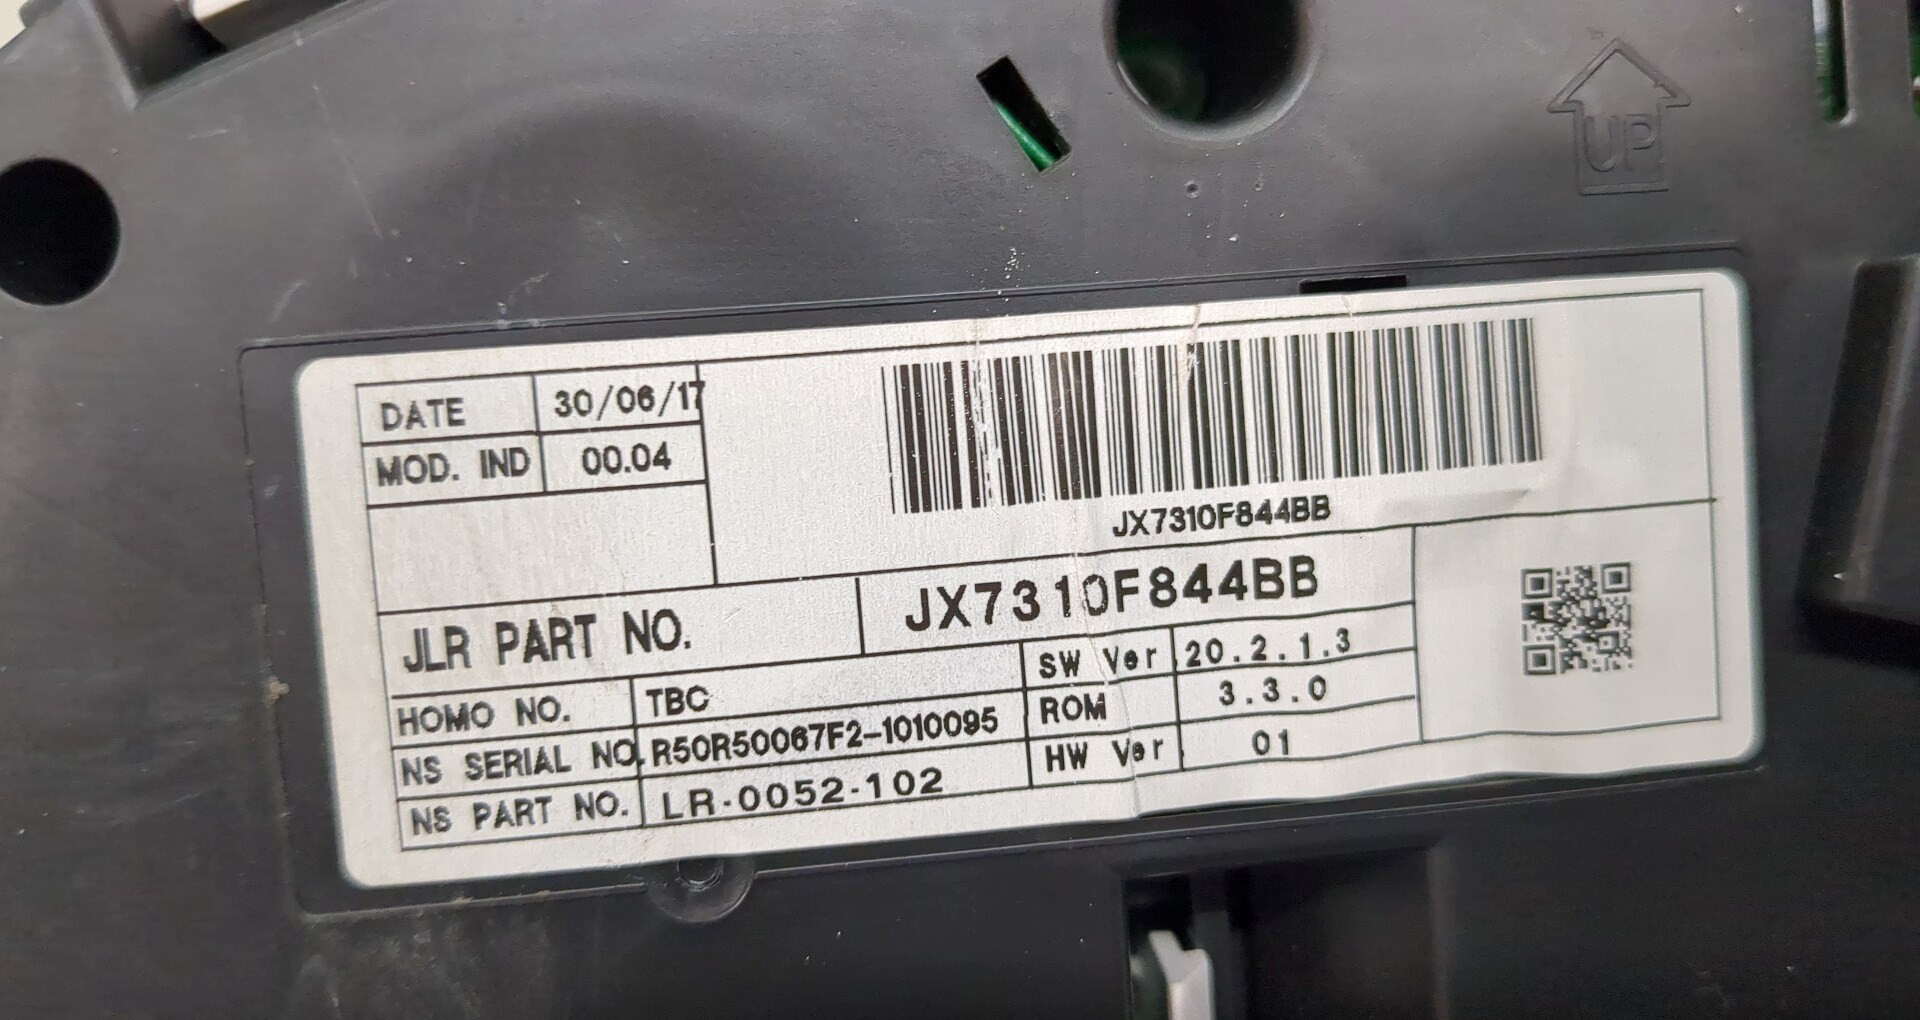 UP
DATE 30/06/17
MOD. IND 00.04
JX7310F844BB
JLR PART NO. JX7310F844BB
HOMO NO. TBC
SW Ver 20.2.1.3
NS SERIAL NO. R50R50067F2-1010095
ROM 3.3.0
NS PART NO. LR-0052-102
HW Ver 01